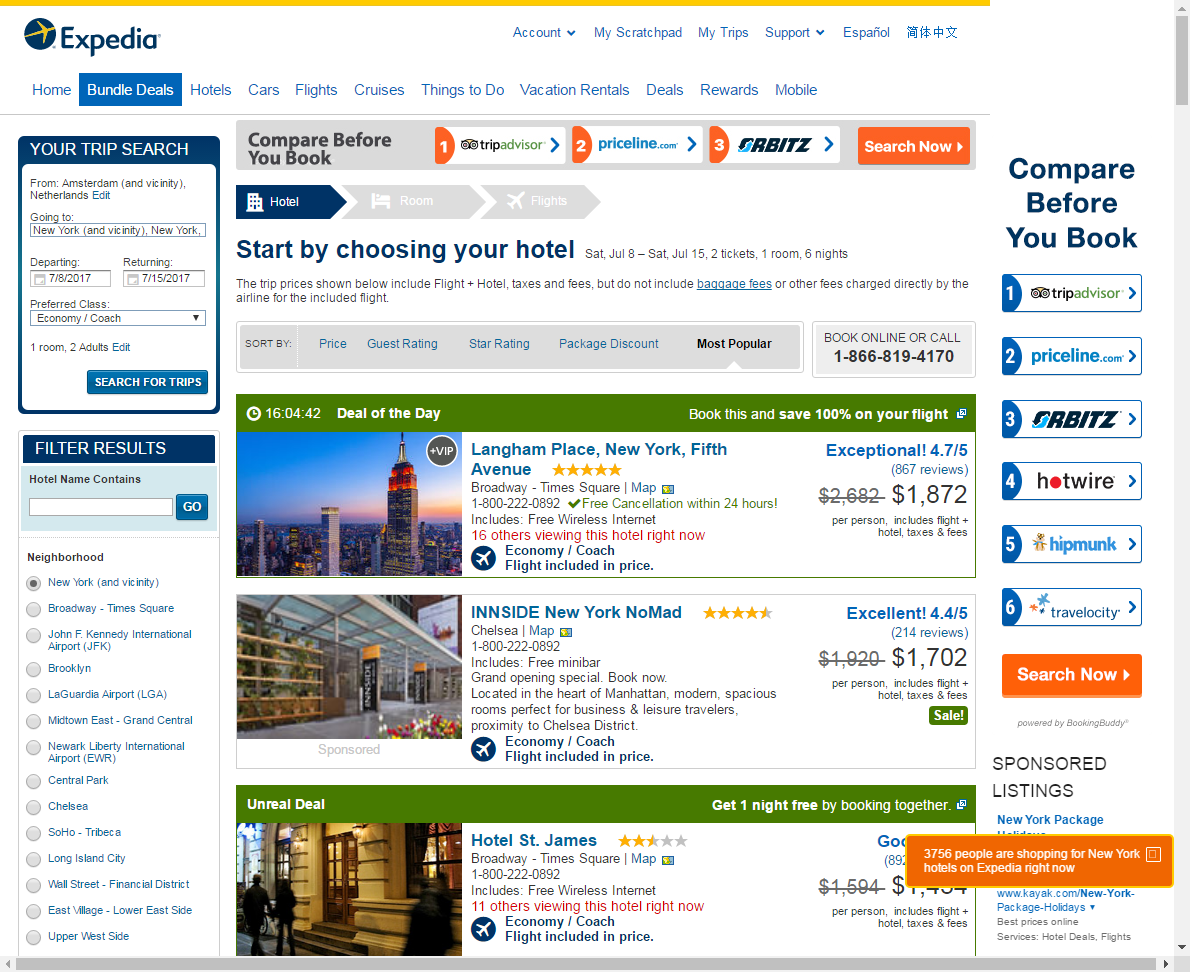 Expedia
Account
My Scratchpad
My Trips
Support
Español
简体中文
Home
Bundle Deals
Hotels
Cars
Flights
Cruises
Things to Do
Vacation Rentals
Deals
Rewards
Mobile
YOUR TRIP SEARCH
From: Amsterdam (and vicinity),
Netherlands Edit
Going to:
New York (and vicinity), New York,
Departing:
Returning:
7/8/2017
7/15/2017
Preferred Class:
Economy / Coach
1 room, 2 Adults Edit
SEARCH FOR TRIPS
FILTER RESULTS
Hotel Name Contains
GO
Neighborhood
New York (and vicinity)
Broadway - Times Square
John F. Kennedy International
Airport (JFK)
Brooklyn
LaGuardia Airport (LGA)
Midtown East - Grand Central
Newark Liberty International
Airport (EWR)
Central Park
Chelsea
SoHo - Tribeca
Long Island City
Wall Street - Financial District
East Village - Lower East Side
Upper West Side
Compare Before
You Book
1 tripadvisor
2 priceline.com
3 ORBITZ
Search Now
Hotel
Room
Flights
Start by choosing your hotel Sat, Jul 8 – Sat, Jul 15, 2 tickets, 1 room, 6 nights
The trip prices shown below include Flight + Hotel, taxes and fees, but do not include baggage fees or other fees charged directly by the
airline for the included flight.
SORT BY:
Price
Guest Rating
Star Rating
Package Discount
Most Popular
BOOK ONLINE OR CALL
1-866-819-4170
16:04:42 Deal of the Day
Book this and save 100% on your flight
+VIP
Langham Place, New York, Fifth
Avenue
Broadway - Times Square | Map
1-800-222-0892 Free Cancellation within 24 hours!
Includes: Free Wireless Internet
16 others viewing this hotel right now
Economy / Coach
Flight included in price.
Exceptional! 4.7/5
(867 reviews)
$2,682 $1,872
per person, includes flight +
hotel, taxes & fees
INNSIDE
Sponsored
INNSIDE New York NoMad
Chelsea | Map
1-800-222-0892
Includes: Free minibar
Grand opening special. Book now.
Located in the heart of Manhattan, modern, spacious
rooms perfect for business & leisure travelers,
proximity to Chelsea District.
Economy / Coach
Flight included in price.
Excellent! 4.4/5
(214 reviews)
$1,920 $1,702
per person, includes flight +
hotel, taxes & fees
Sale!
Unreal Deal
Get 1 night free by booking together.
Hotel St. James
Broadway - Times Square | Map
1-800-222-0892
Includes: Free Wireless Internet
11 others viewing this hotel right now
Economy / Coach
Flight included in price.
$1,594
per person, includes flight +
hotel, taxes & fees
Compare
Before
You Book
1 tripadvisor
2 priceline.com
3 ORBITZ
4 hotwire
5 hipmunk
6 travelocity
Search Now
powered by BookingBuddy
SPONSORED
LISTINGS
New York Package
3756 people are shopping for New York
hotels on Expedia right now
www.kayak.com/New-York-
Package-Holidays
Best prices online
Services: Hotel Deals, Flights